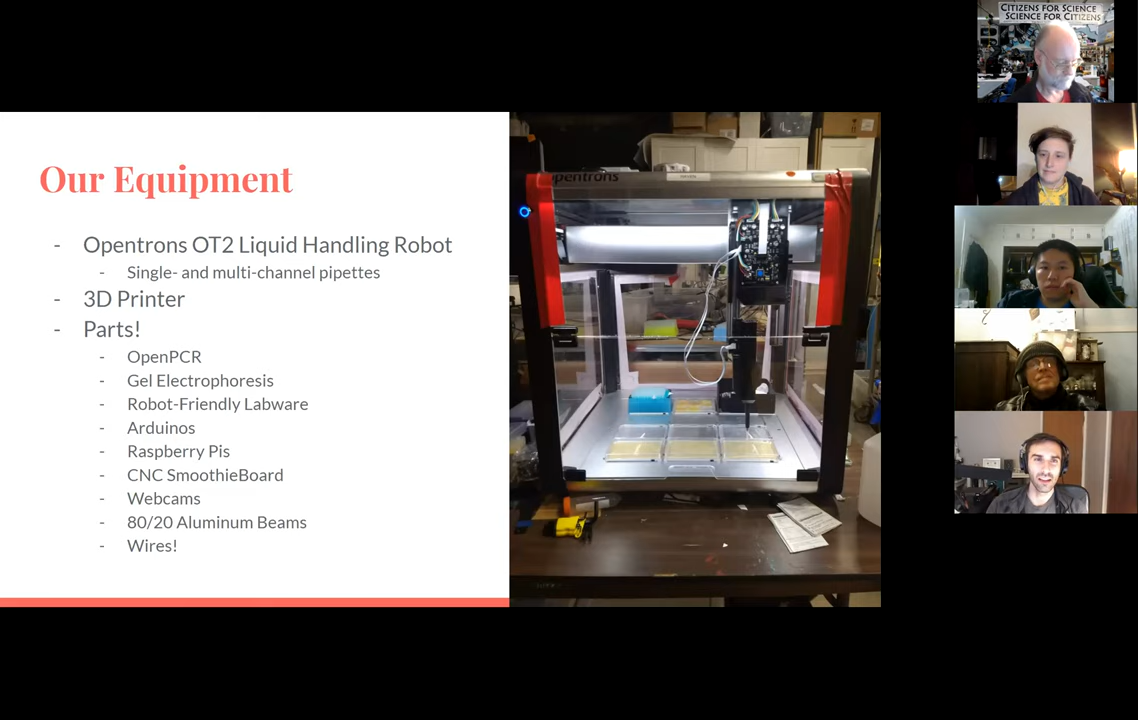 CITIZENS FOR SCIENCE
SCIENCE FOR CITIZENS
Our Equipment
- Opentrons OT2 Liquid Handling Robot
- Single- and multi-channel pipettes
- 3D Printer
- Parts!
- OpenPCR
- Gel Electrophoresis
- Robot-Friendly Labware
- Arduinos
- Raspberry Pis
- CNC SmoothieBoard
- Webcams
- 80/20 Aluminum Beams
- Wires!
opentrons